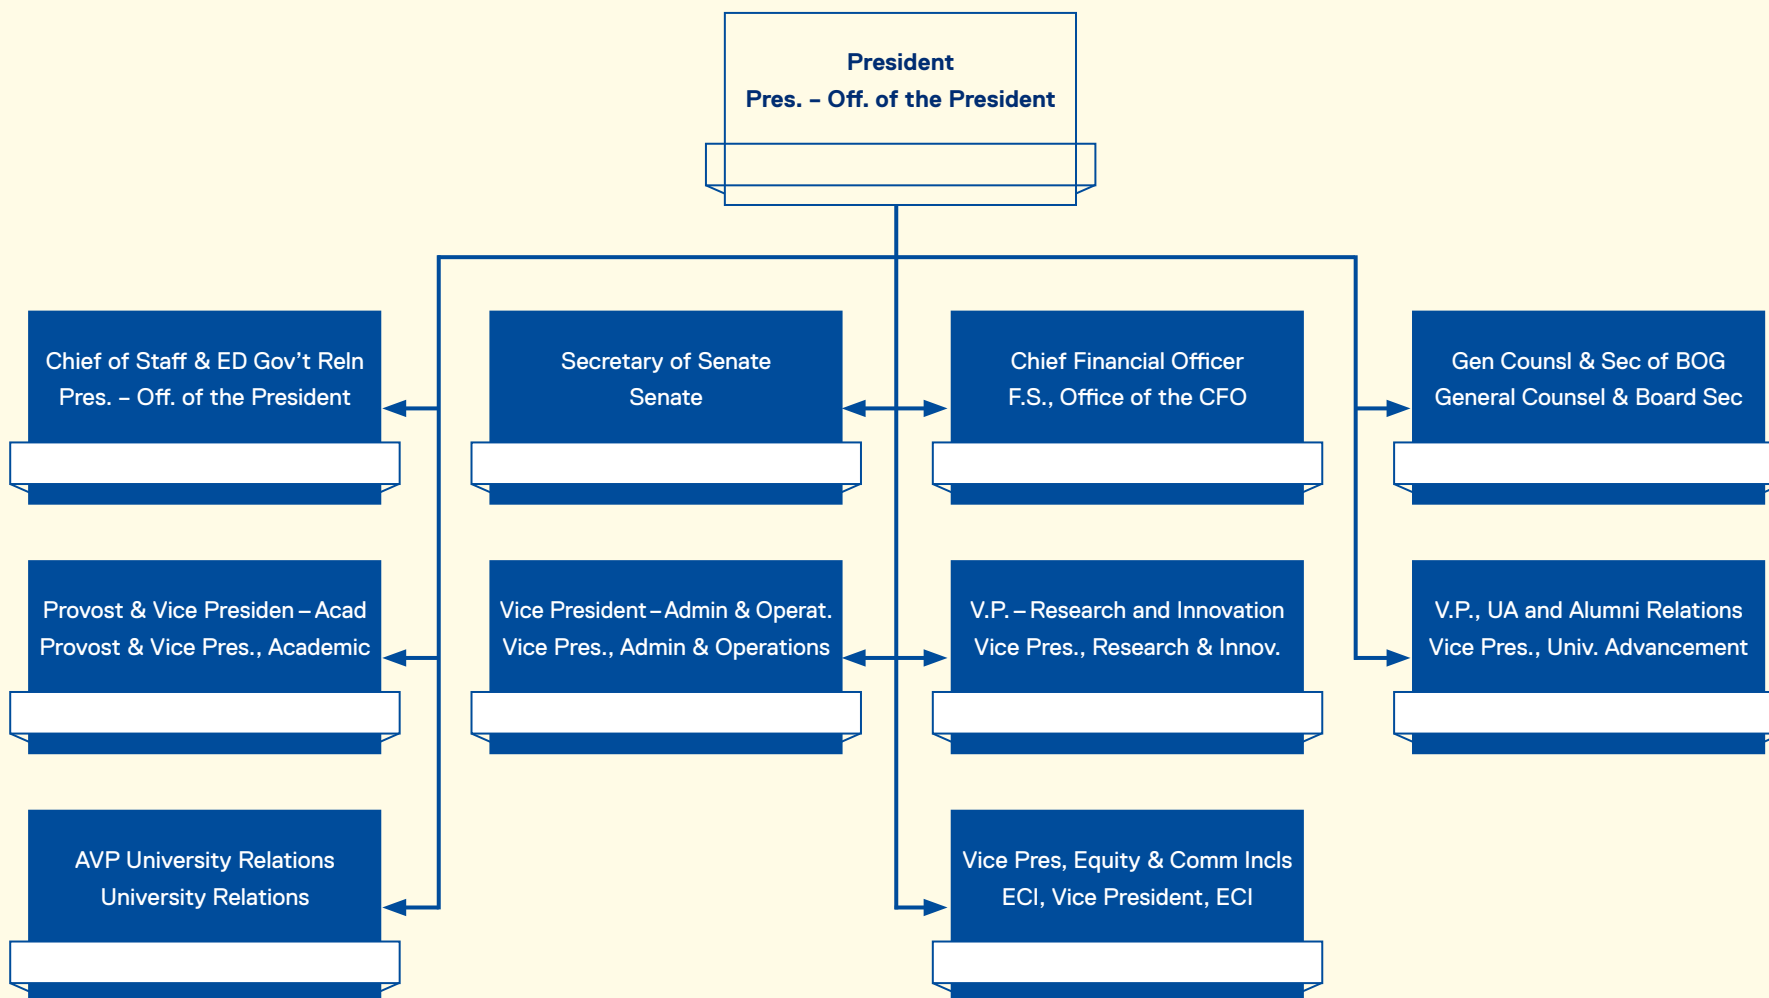 President
Pres. – Off. of the President
Chief of Staff & ED Gov’t Reln
Pres. – Off. of the President
Secretary of Senate
Senate
Chief Financial Officer
F.S., Office of the CFO
Gen Counsl & Sec of BOG
General Counsel & Board Sec
Provost & Vice Presiden – Acad
Provost & Vice Pres., Academic
Vice President – Admin & Operat.
Vice Pres., Admin & Operations
V.P. – Research and Innovation
Vice Pres., Research & Innov.
V.P., UA and Alumni Relations
Vice Pres., Univ. Advancement
AVP University Relations
University Relations
Vice Pres, Equity & Comm Incls
ECI, Vice President, ECI